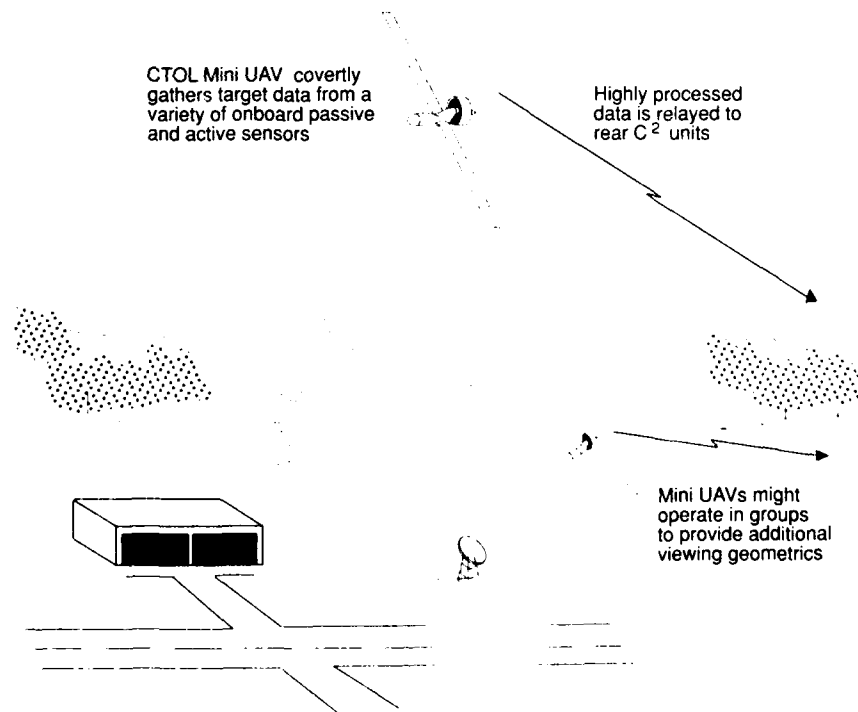 CTOL Mini UAV covertly
gathers target data from a
variety of onboard passive
and active sensors
Highly processed
data is relayed to
rear C² units
Mini UAVs might
operate in groups
to provide additional
viewing geometrics